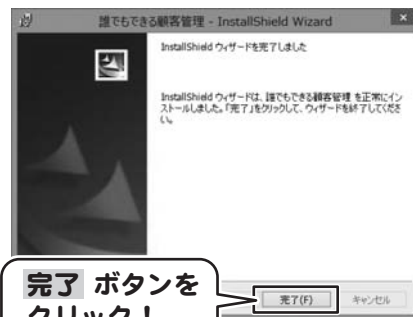 誰でもできる顧客管理 - InstallShield Wizard
InstallShield ウィザードを完了しました
InstallShield ウィザードは、誰でもできる顧客管理 を正常にイン
ストールしました。「完了」をクリックして、ウィザードを終了してくださ
い。
完了 ボタンを
クリック！
完了(F)
キャンセル